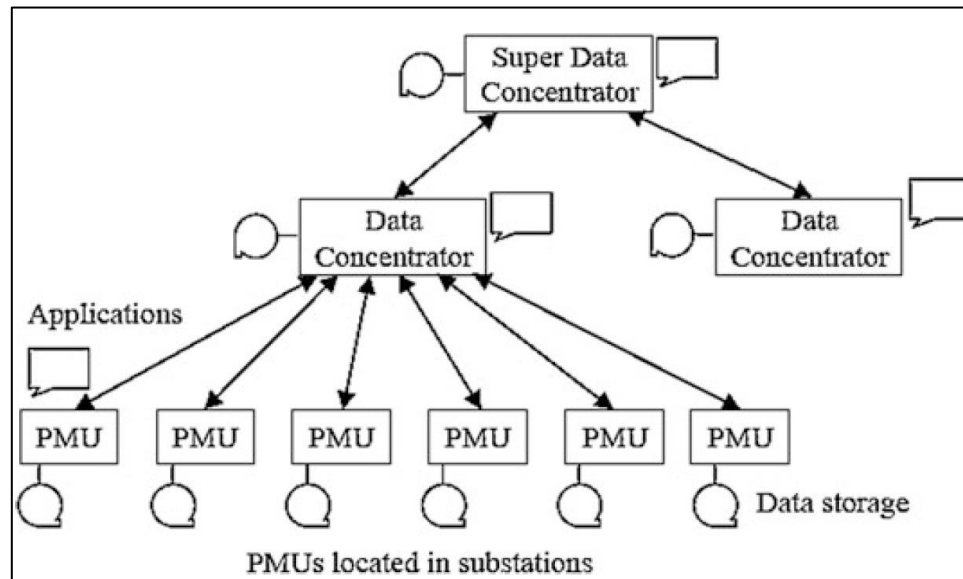 Super Data
Concentrator
Data
Concentrator
Data
Concentrator
Applications
PMU
PMU
PMU
PMU
PMU
PMU
Data storage
PMUs located in substations